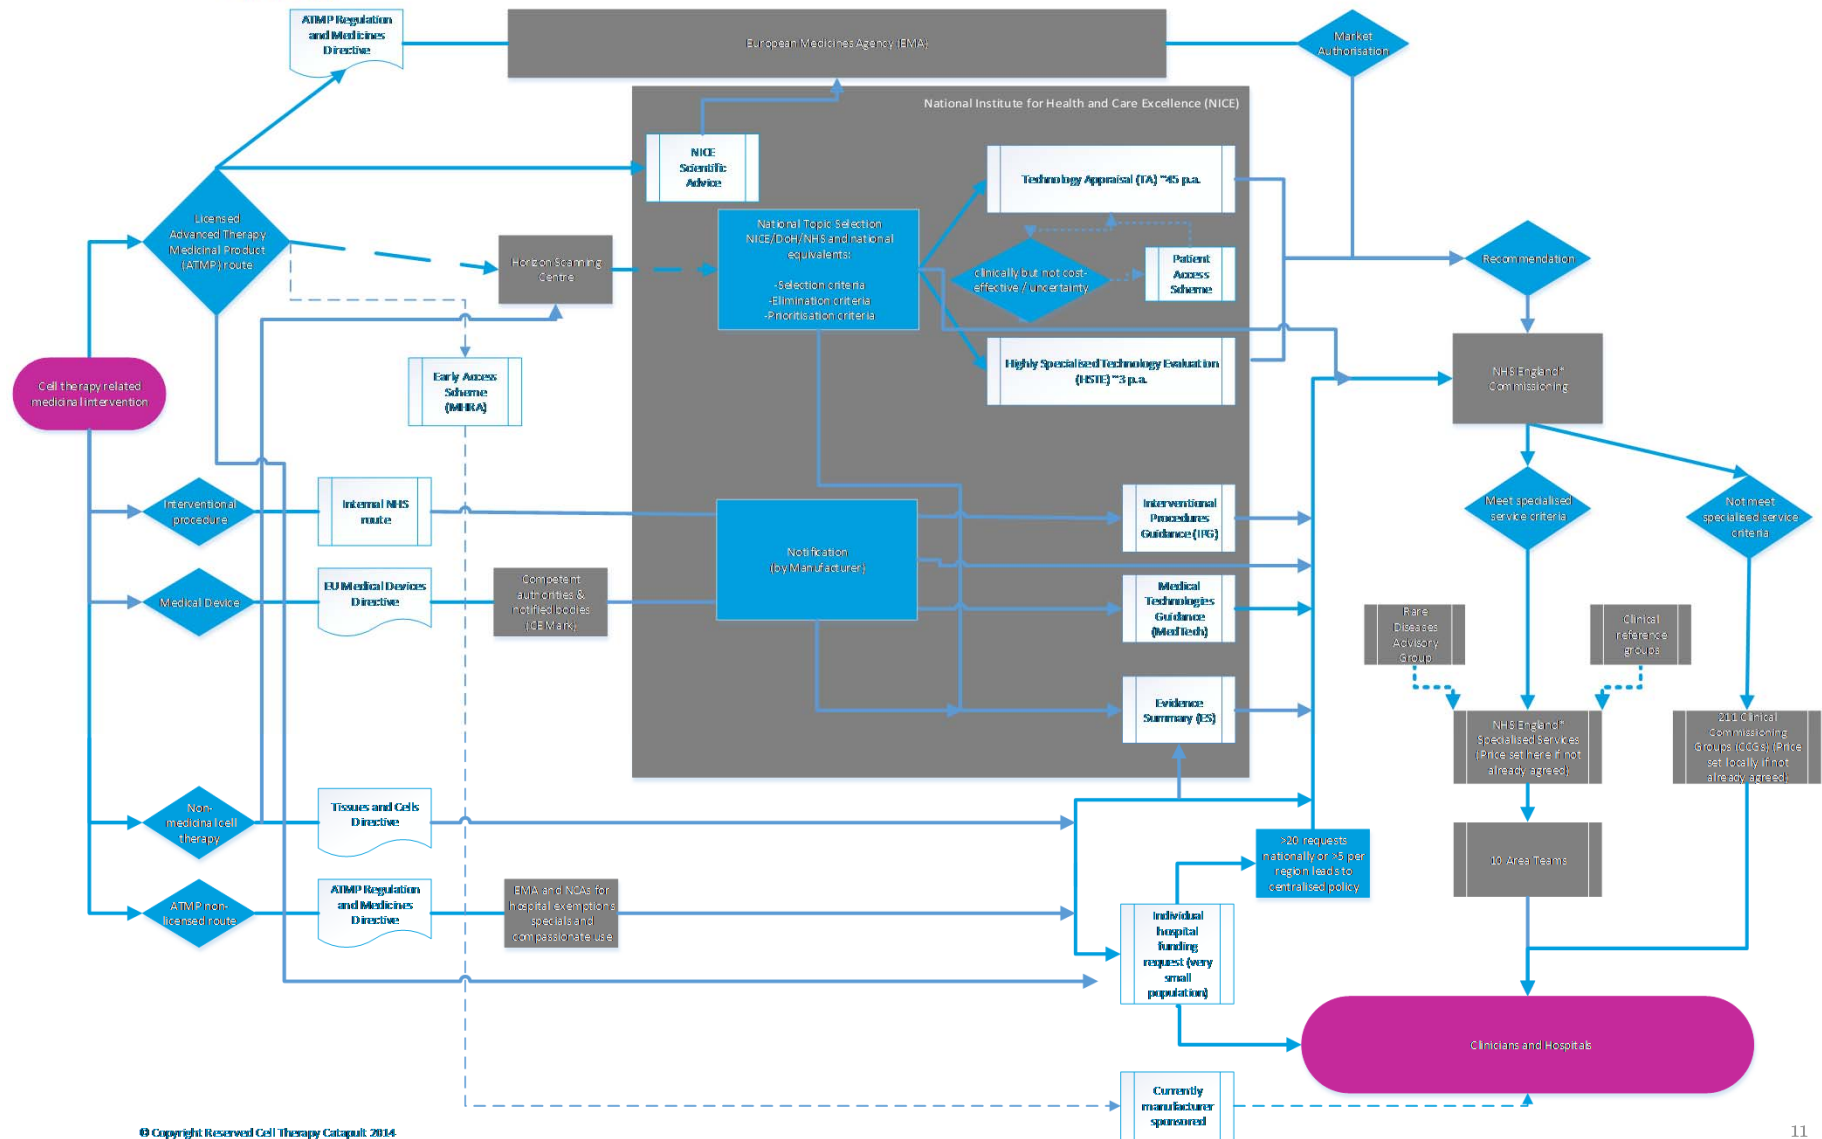 ATMP Regulation
and Medicines
Directive
European Medicines Agency (EMA)
Market
Authorisation
National Institute for Health and Care Excellence (NICE)
NICE
Scientific
Advice
Technology Appraisal (TA) ~45 p.a.
Licensed
Advanced Therapy
Medicinal Product
(ATMP) route
Horizon Scanning
Centre
National Topic Selection
NICE/DoH/NHS and national
equivalents:
-Selection criteria
-Elimination criteria
-Prioritisation criteria
clinically but not cost-
effective / uncertainty
Patient
Access
Scheme
Recommendation
Highly Specialised Technology Evaluation
(HSTE) ~3 p.a.
Early Access
Scheme
(MHRA)
Cell therapy related
medicinal intervention
NHS England*
Commissioning
Interventional
procedure
Internal NHS
route
Notification
(by Manufacturer)
Interventional
Procedures
Guidance (IPG)
Meet specialised
service criteria
Not meet
specialised service
criteria
Medical Device
EU Medical Devices
Directive
Competent
authorities &
notified bodies
(CE Mark)
Medical
Technologies
Guidance
(MedTech)
Rare
Diseases
Advisory
Group
Clinical
reference
groups
Evidence
Summary (ES)
NHS England*
Specialised Services
(Price set here if not
already agreed)
211 Clinical
Commissioning
Groups (CCGs) (Price
set locally if not
already agreed)
Non-
medicinal cell
therapy
Tissues and Cells
Directive
>20 requests
nationally or >5 per
region leads to
centralised policy
10 Area Teams
ATMP non-
licensed route
ATMP Regulation
and Medicines
Directive
EMA and NCAs for
hospital exemptions
specials and
compassionate use
Individual
hospital
funding
request (very
small
population)
Clinicians and Hospitals
Currently
manufacturer
sponsored
© Copyright Reserved Cell Therapy Catapult 2014
11